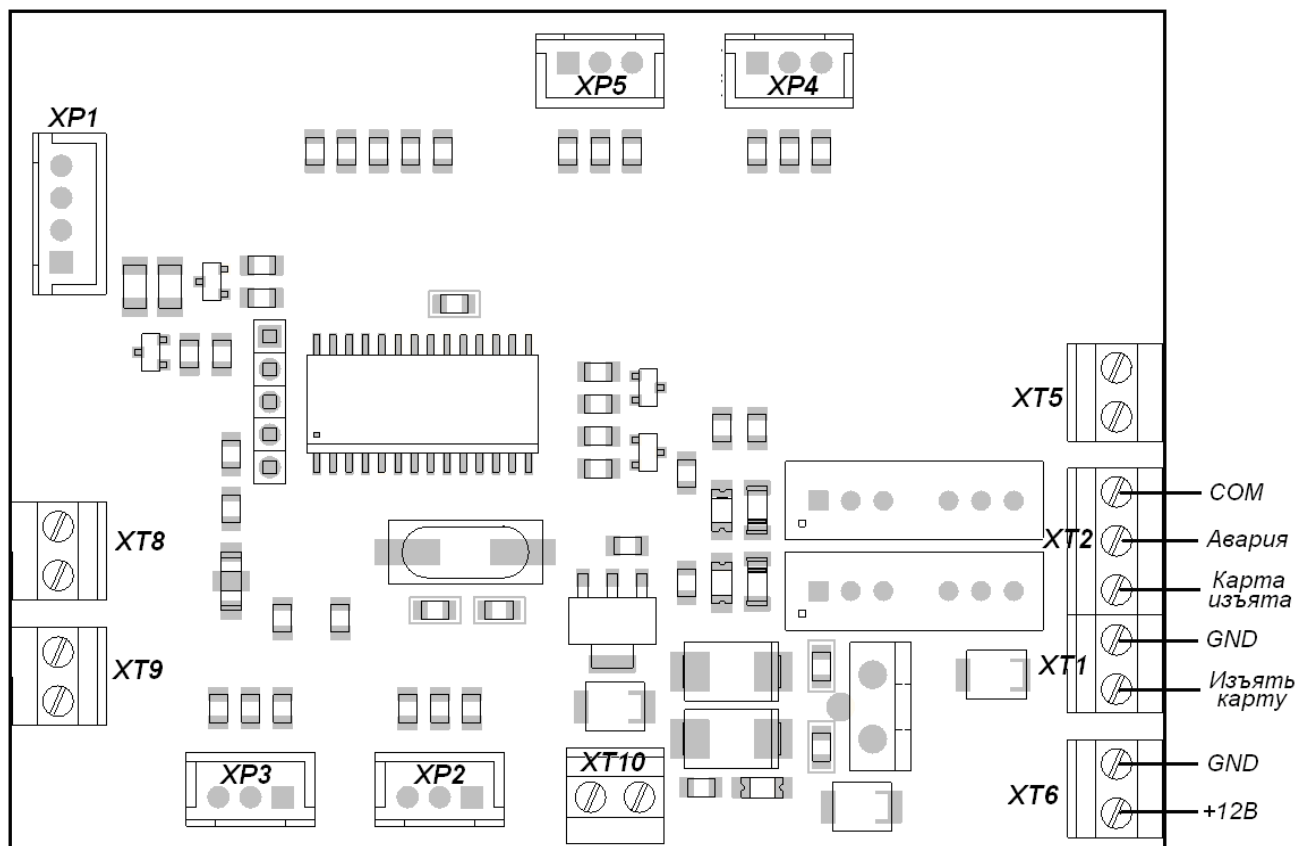 XP5
XP4
XP1
XT5
COM
XT8
XT2
Авария
Карта
изъята
GND
XT9
XT1
Изъять
карту
XP3
XP2
XT10
GND
XT6
+12В